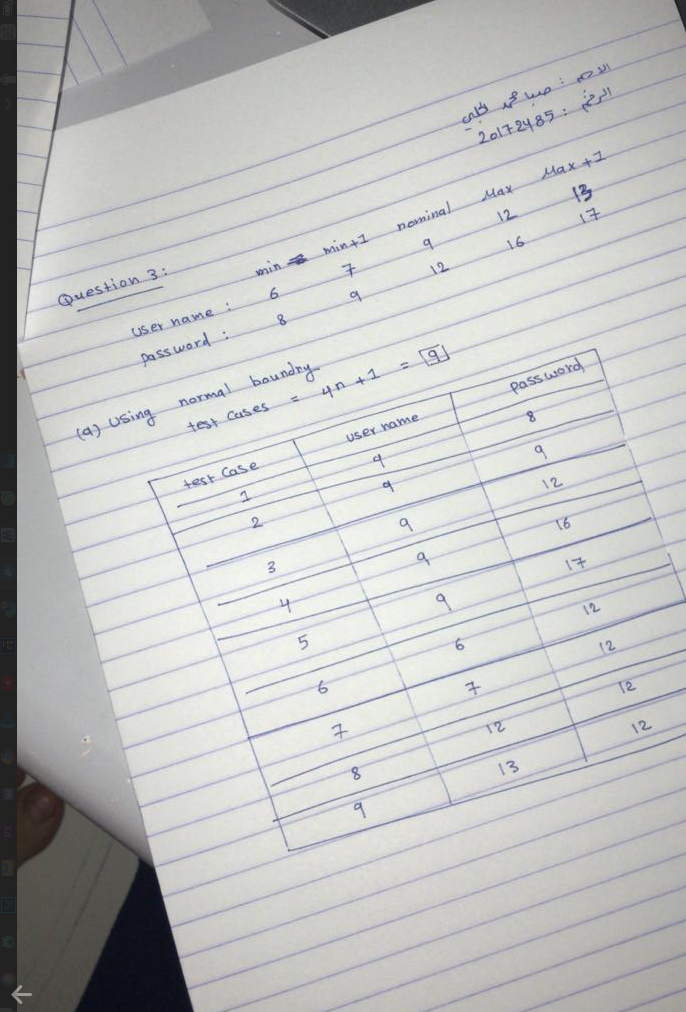 الاسم :
الرقم : 20172485
Question 3:
min min+1 nominal Max Max+1
user name : 6 7 9 12 13
password : 8 9 12 16 17
(a) Using normal boundry
test cases = 4n + 1 = 9
test case user name password
1 9 8
2 9 9
3 9 12
4 9 16
5 9 17
6 6 12
7 7 12
8 12 12
9 13 12